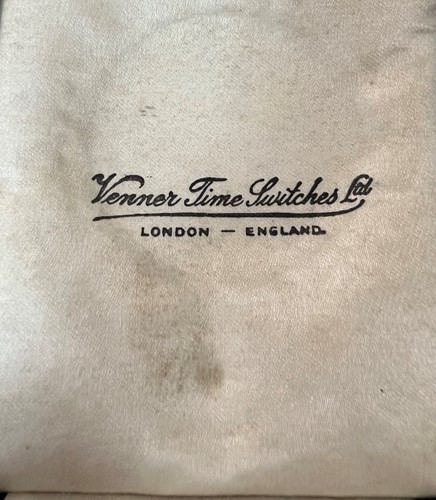 Venner Time Switches Ltd
LONDON — ENGLAND.